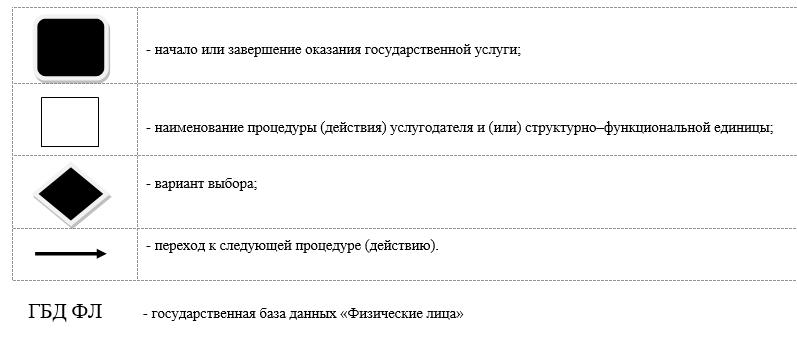 - начало или завершение оказания государственной услуги;
- наименование процедуры (действия) услугодателя и (или) структурно–функциональной единицы;
- вариант выбора;
- переход к следующей процедуре (действию).
ГБД ФЛ - государственная база данных «Физические лица»